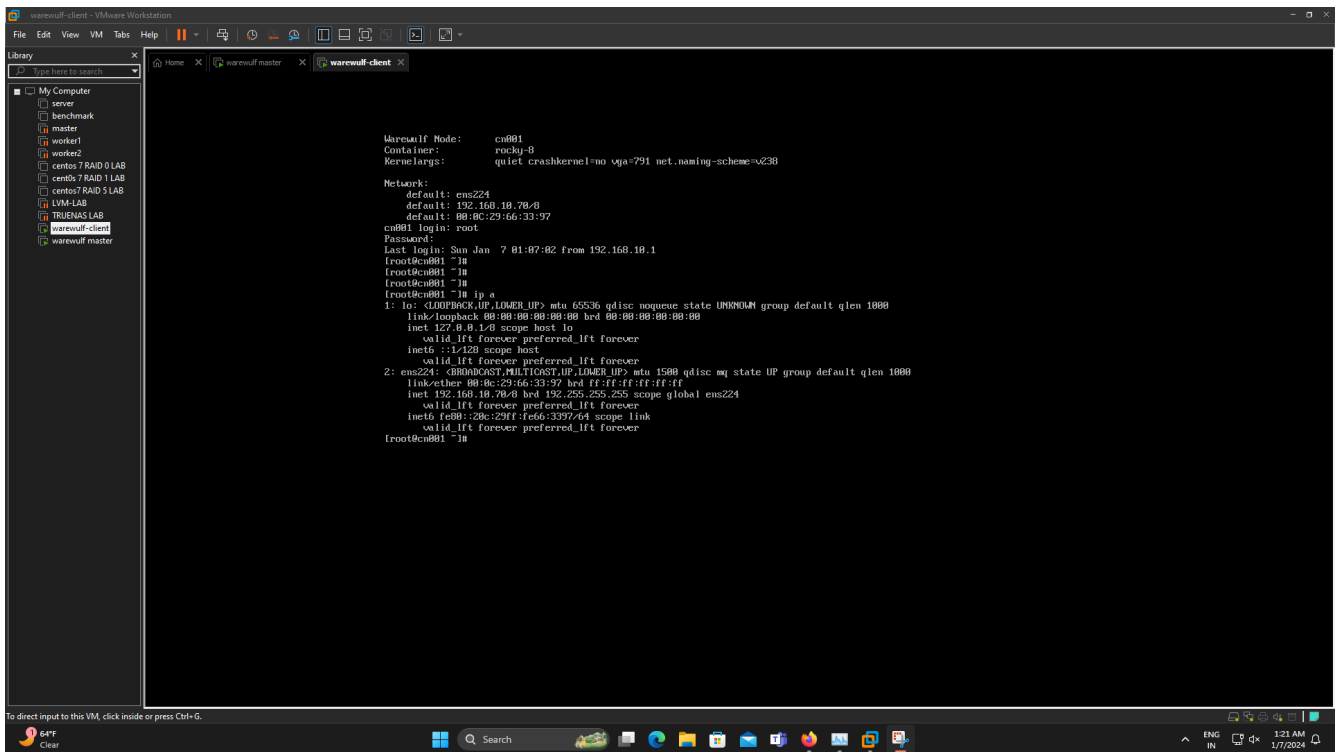 warewulf-client - VMware Workstation
File Edit View VM Tabs Help
Library
Type here to search
My Computer
server
benchmark
master
worker1
worker2
centos 7 RAID 0 LAB
cent0s 7 RAID 1 LAB
centos7 RAID 5 LAB
LVM-LAB
TRUENAS LAB
warewulf-client
warewulf master
Home
warewulf master
warewulf-client
Warewulf Node: cn001
Container: rocky-8
Kernelargs: quiet crashkernel=no vga=791 net.naming-scheme=v238
Network:
default: ens224
default: 192.168.10.70/8
default: 00:0C:29:66:33:97
cn001 login: root
Password:
Last login: Sun Jan 7 01:07:02 from 192.168.10.1
[root@cn001 ~]#
[root@cn001 ~]#
[root@cn001 ~]#
[root@cn001 ~]# ip a
1: lo: <LOOPBACK,UP,LOWER_UP> mtu 65536 qdisc noqueue state UNKNOWN group default qlen 1000
link/loopback 00:00:00:00:00:00 brd 00:00:00:00:00:00
inet 127.0.0.1/8 scope host lo
valid_lft forever preferred_lft forever
inet6 ::1/128 scope host
valid_lft forever preferred_lft forever
2: ens224: <BROADCAST,MULTICAST,UP,LOWER_UP> mtu 1500 qdisc mq state UP group default qlen 1000
link/ether 00:0c:29:66:33:97 brd ff:ff:ff:ff:ff:ff
inet 192.168.10.70/8 brd 192.255.255.255 scope global ens224
valid_lft forever preferred_lft forever
inet6 fe80::20c:29ff:fe66:3397/64 scope link
valid_lft forever preferred_lft forever
[root@cn001 ~]#
To direct input to this VM, click inside or press Ctrl+G.
1
64°F
Clear
Search
ENG
IN
1:21 AM
1/7/2024